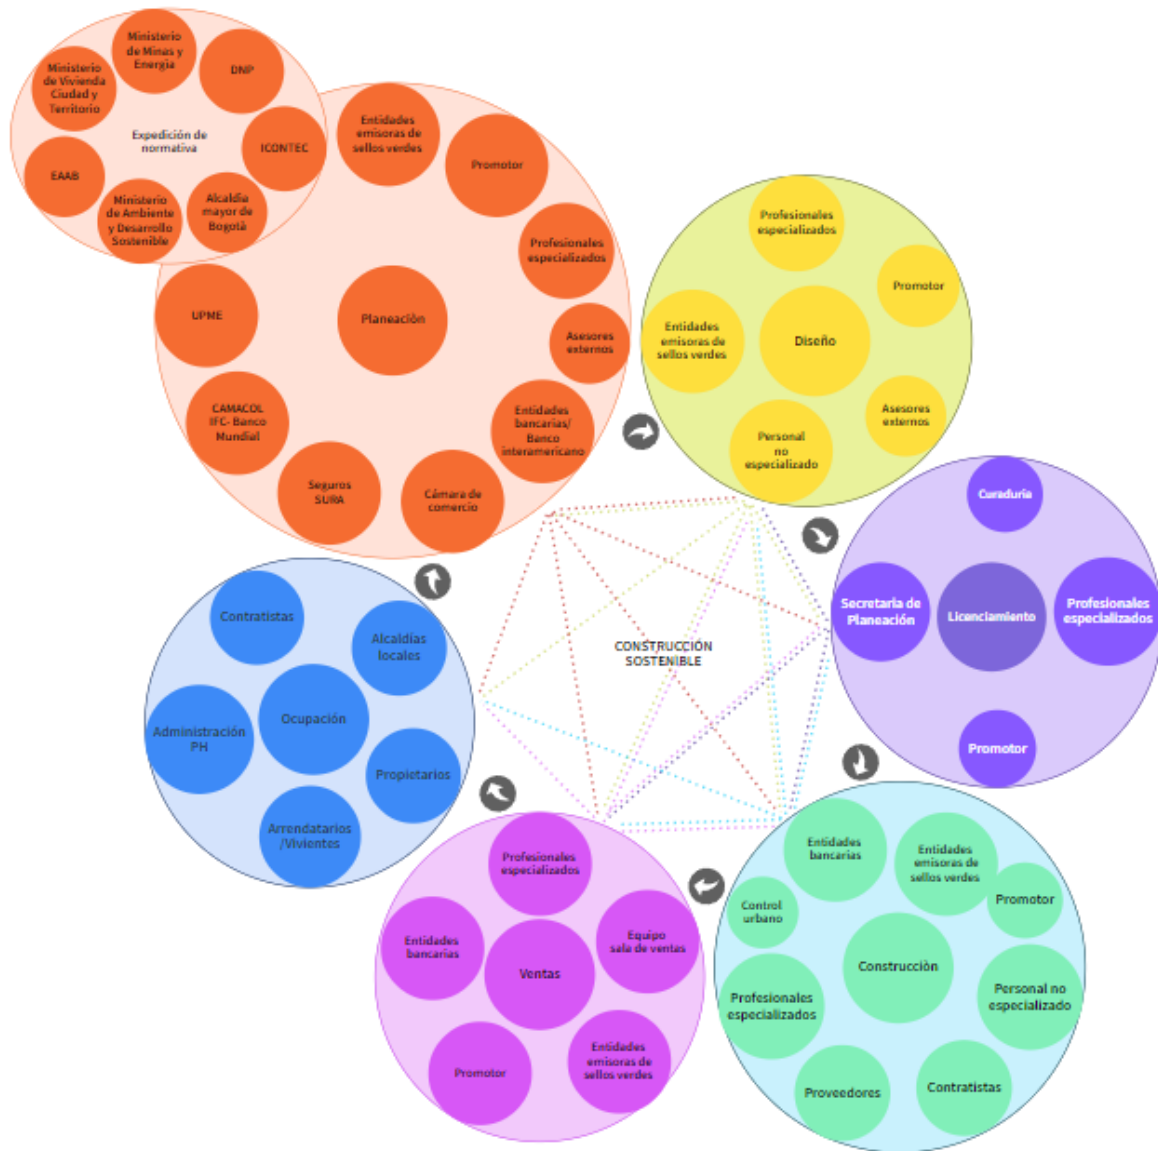 Ministerio
de Minas y
Energía
DNP
Ministerio
de Vivienda
Ciudad y
Territorio
Expedición de
normativa
ICONTEC
EAAB
Ministerio
de Ambiente
y Desarrollo
Sostenible
Alcaldía
mayor de
Bogotà
Entidades
emisoras de
sellos verdes
Promotor
Profesionales
especializados
UPME
Planeaciòn
Asesores
externos
CAMACOL
IFC- Banco
Mundial
Entidades
bancarias/
Banco
interamericano
Seguros
SURA
Cámara de
comercio
Profesionales
especializados
Promotor
Entidades
emisoras de
sellos verdes
Diseño
Asesores
externos
Personal
no
especializado
Curaduría
Secretaría de
Planeación
Licenciamiento
Profesionales
especializados
Promotor
CONSTRUCCIÓN
SOSTENIBLE
Contratistas
Alcaldías
locales
Ocupación
Administración
PH
Propietarios
Arrendatarios
/Vivientes
Profesionales
especializados
Entidades
bancarias
Equipo
sala de ventas
Ventas
Promotor
Entidades
emisoras de
sellos verdes
Entidades
bancarias
Entidades
emisoras de
sellos verdes
Promotor
Control
urbano
Construcciòn
Profesionales
especializados
Personal no
especializado
Proveedores
Contratistas